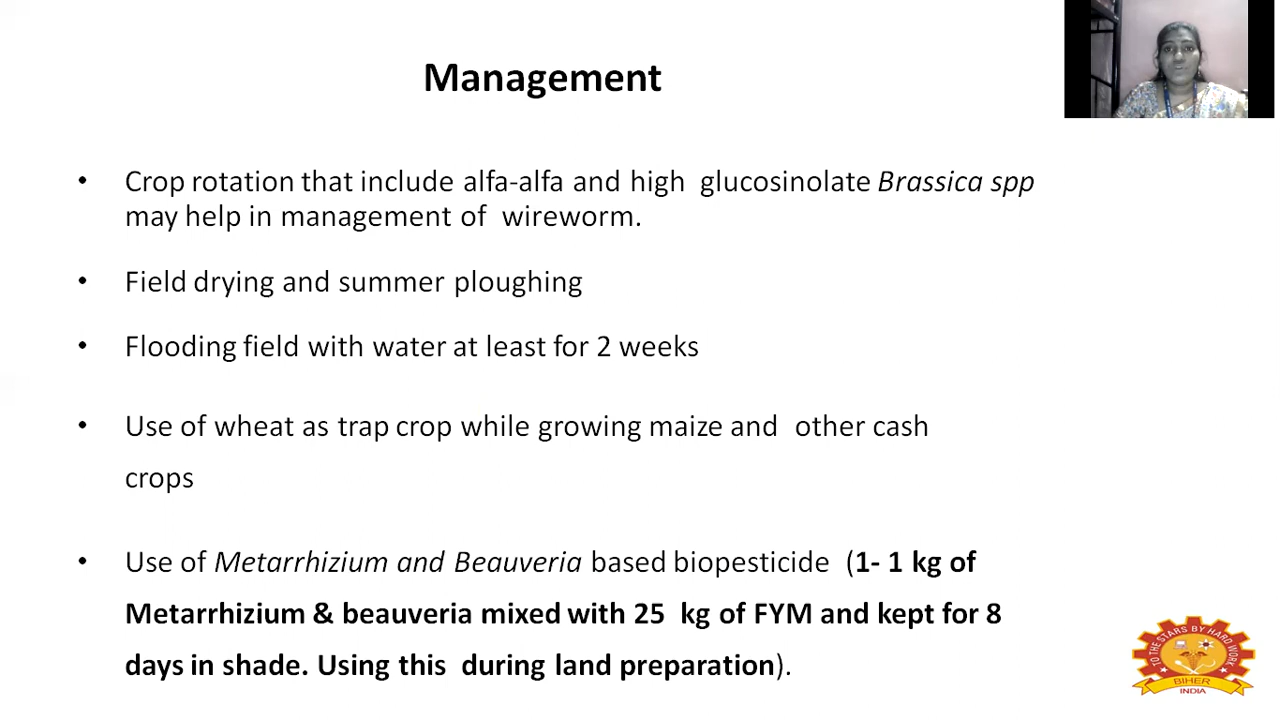 Management
• Crop rotation that include alfa-alfa and high glucosinolate Brassica spp
may help in management of wireworm.
• Field drying and summer ploughing
• Flooding field with water at least for 2 weeks
• Use of wheat as trap crop while growing maize and other cash
crops
• Use of Metarrhizium and Beauveria based biopesticide (1- 1 kg of
Metarrhizium & beauveria mixed with 25 kg of FYM and kept for 8
days in shade. Using this during land preparation).
TO THE STARS BY HARD WORK
BIHER
INDIA